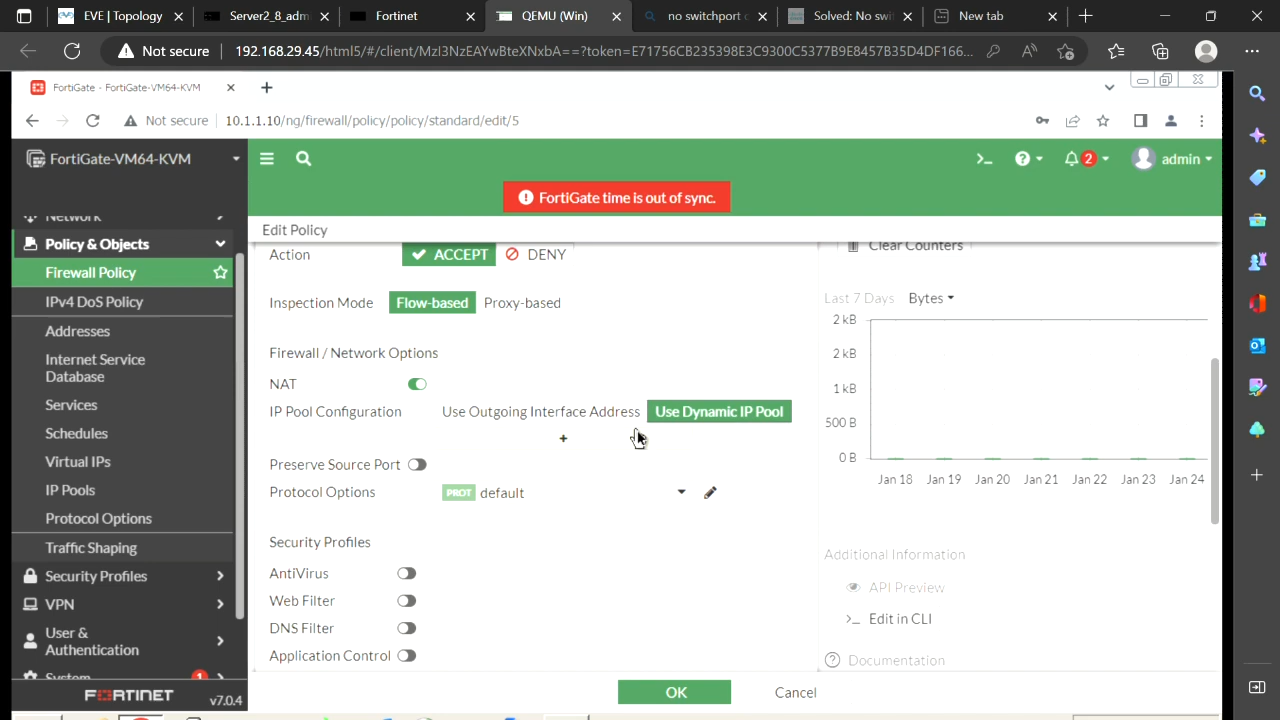 EVE | Topology
Server2_8_adm
Fortinet
QEMU (Win)
no switchport c
Solved: No swi
New tab
Not secure
192.168.29.45/html5/#/client/MzI3NzEAYwBteXNxbA==?token=E71756CB235398E3C9300C5377B9E8457B35D4DF166...
FortiGate - FortiGate-VM64-KVM
Not secure
10.1.1.10/ng/firewall/policy/policy/standard/edit/5
FortiGate-VM64-KVM
2
admin
FortiGate time is out of sync.
Network
Policy & Objects
Firewall Policy
IPv4 DoS Policy
Addresses
Internet Service
Database
Services
Schedules
Virtual IPs
IP Pools
Protocol Options
Traffic Shaping
Security Profiles
VPN
User &
Authentication
System
1
FORTINET
v7.0.4
Edit Policy
Action
ACCEPT
DENY
Inspection Mode
Flow-based
Proxy-based
Firewall / Network Options
NAT
IP Pool Configuration
Use Outgoing Interface Address
Use Dynamic IP Pool
+
Preserve Source Port
Protocol Options
PROT default
Security Profiles
AntiVirus
Web Filter
DNS Filter
Application Control
OK
Cancel
Clear Counters
Last 7 Days Bytes
2 kB
2 kB
1 kB
500 B
0 B
Jan 18 Jan 19 Jan 20 Jan 21 Jan 22 Jan 23 Jan 24
Additional Information
API Preview
>_ Edit in CLI
Documentation